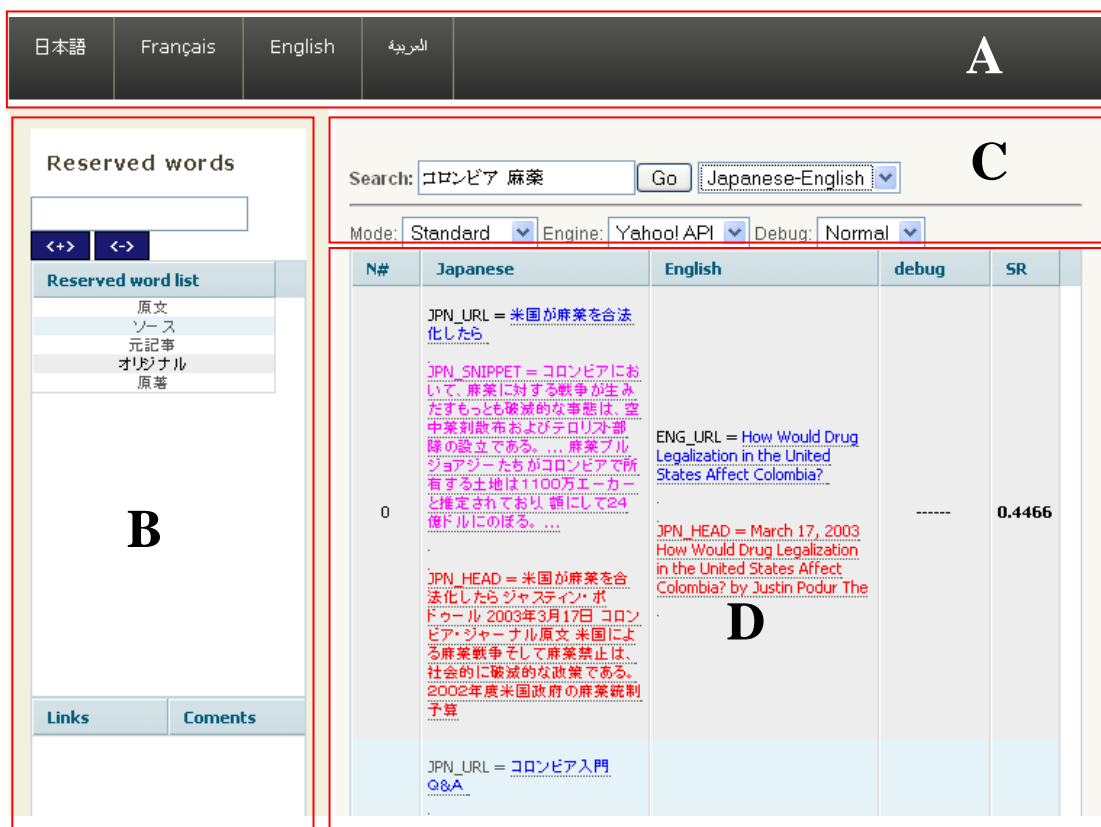 日本語 Français English العربية
A
Reserved words
<+> <->
Reserved word list
原文
ソース
元記事
オリジナル
原著
B
Links Coments
Search: コロンビア 麻薬 Go Japanese-English
C
Mode: Standard Engine: Yahoo! API Debug: Normal
N# Japanese English debug SR
0
JPN_URL = 米国が麻薬を合法
化したら
.
JPN_SNIPPET = コロンビアにお
いて、麻薬に対する戦争が生み
だすもっとも破滅的な事態は、空
中薬剤散布およびテロリスト部
隊の設立である。... 麻薬ブル
ジョアジーたちがコロンビアで所
有する土地は1100万エーカー
と推定されており、額にして24
億ドルにのぼる。...
.
.
JPN_HEAD = 米国が麻薬を合
法化したら ジャスティン・ポ
ドゥール 2003年3月17日 コロン
ビア・ジャーナル原文 米国によ
る麻薬戦争そして麻薬禁止は、
社会的に破滅的な政策である。
2002年度米国政府の麻薬統制
予算
ENG_URL = How Would Drug
Legalization in the United
States Affect Colombia?
.
.
JPN_HEAD = March 17, 2003
How Would Drug Legalization
in the United States Affect
Colombia? by Justin Podur The
.
D
------
0.4466
JPN_URL = コロンビア入門
Q&A
.